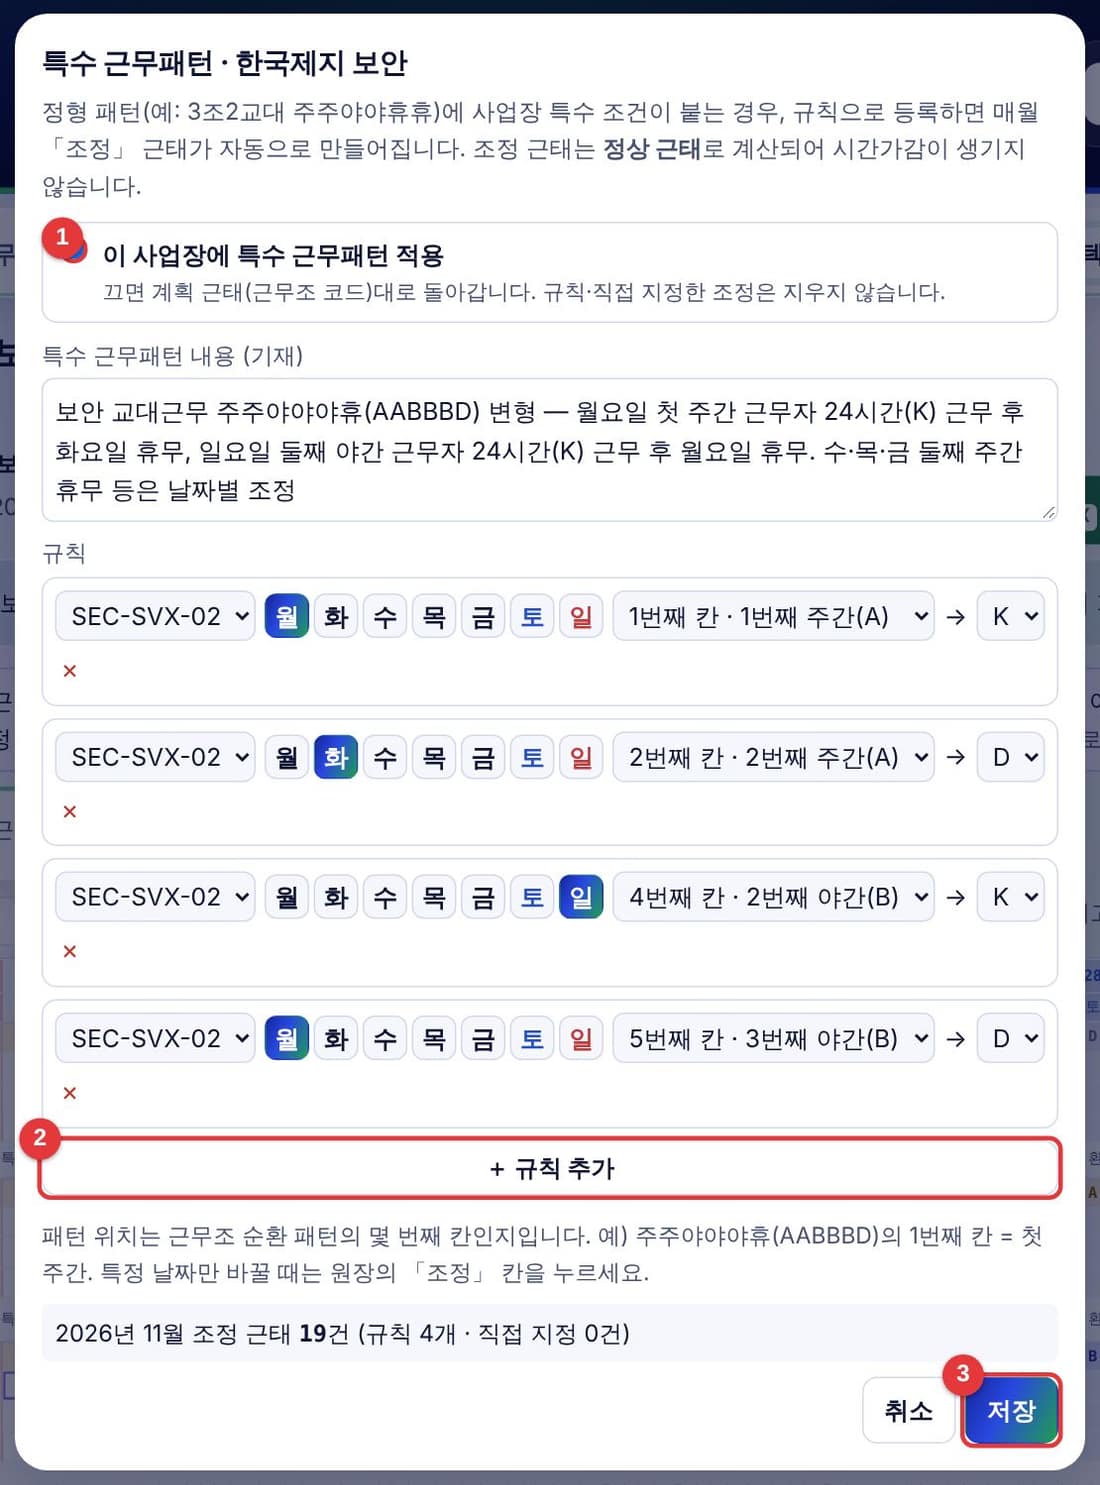 특수 근무패턴 · 한국제지 보안
정형 패턴(예: 3조2교대 주주야야휴휴)에 사업장 특수 조건이 붙는 경우, 규칙으로 등록하면 매월
「조정」 근태가 자동으로 만들어집니다. 조정 근태는 정상 근태로 계산되어 시간가감이 생기지
않습니다.
1
이 사업장에 특수 근무패턴 적용
끄면 계획 근태(근무조 코드)대로 돌아갑니다. 규칙·직접 지정한 조정은 지우지 않습니다.
특수 근무패턴 내용 (기재)
보안 교대근무 주주야야야휴(AABBBD) 변형 — 월요일 첫 주간 근무자 24시간(K) 근무 후
화요일 휴무, 일요일 둘째 야간 근무자 24시간(K) 근무 후 월요일 휴무. 수·목·금 둘째 주간
휴무 등은 날짜별 조정
규칙
SEC-SVX-02 월 화 수 목 금 토 일 1번째 칸 · 1번째 주간(A) → K
×
SEC-SVX-02 월 화 수 목 금 토 일 2번째 칸 · 2번째 주간(A) → D
×
SEC-SVX-02 월 화 수 목 금 토 일 4번째 칸 · 2번째 야간(B) → K
×
SEC-SVX-02 월 화 수 목 금 토 일 5번째 칸 · 3번째 야간(B) → D
×
2
+ 규칙 추가
패턴 위치는 근무조 순환 패턴의 몇 번째 칸인지입니다. 예) 주주야야야휴(AABBBD)의 1번째 칸 = 첫
주간. 특정 날짜만 바꿀 때는 원장의 「조정」 칸을 누르세요.
2026년 11월 조정 근태 19건 (규칙 4개 · 직접 지정 0건)
3
취소 저장